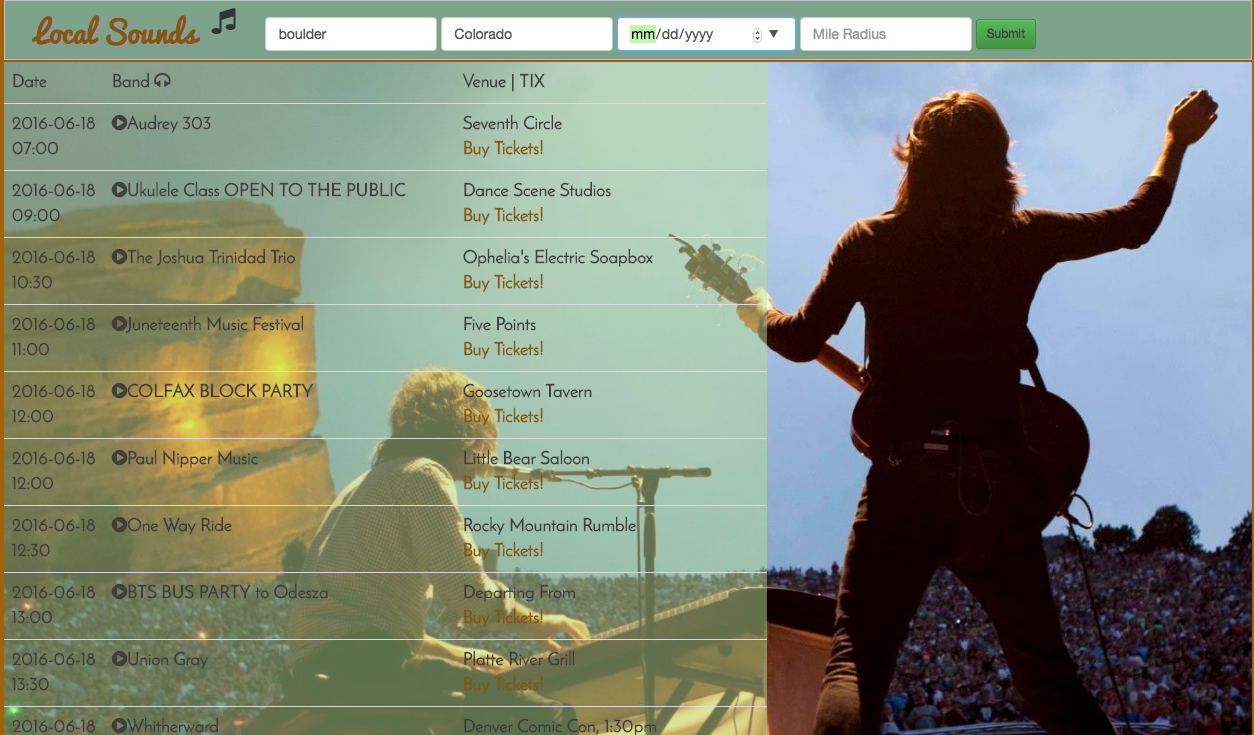 Local Sounds
boulder Colorado mm/dd/yyyy Mile Radius Submit
Date Band Venue | TIX
2016-06-18 Audrey 303 Seventh Circle
07:00 Buy Tickets!
2016-06-18 Ukulele Class OPEN TO THE PUBLIC Dance Scene Studios
09:00 Buy Tickets!
2016-06-18 The Joshua Trinidad Trio Ophelia's Electric Soapbox
10:30 Buy Tickets!
2016-06-18 Juneteenth Music Festival Five Points
11:00 Buy Tickets!
2016-06-18 COLFAX BLOCK PARTY Goosetown Tavern
12:00 Buy Tickets!
2016-06-18 Paul Nipper Music Little Bear Saloon
12:00 Buy Tickets!
2016-06-18 One Way Ride Rocky Mountain Rumble
12:30 Buy Tickets!
2016-06-18 BTS BUS PARTY to Odesza Departing From
13:00 Buy Tickets!
2016-06-18 Union Gray Platte River Grill
13:30 Buy Tickets!
2016-06-18 Whitherward Denver Comic Con, 1:30pm